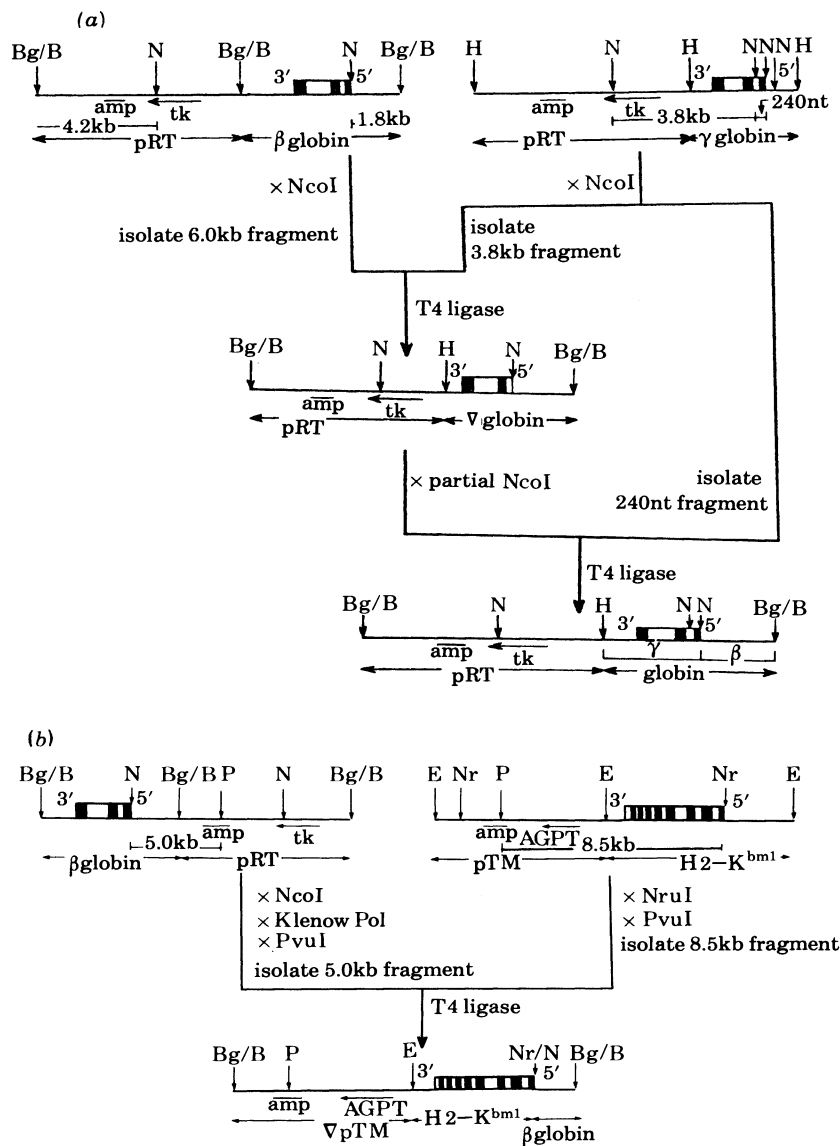 (a)
Bg/B N Bg/B N Bg/B
3′ 5′
amp tk
4.2kb 1.8kb
pRT β globin
H N H N N N H
3′ 5′
amp tk 240nt
3.8kb
pRT γ globin
× NcoI × NcoI
isolate 6.0kb fragment
isolate
3.8kb fragment
T4 ligase
Bg/B N H N Bg/B
3′ 5′
amp tk
pRT ∇ globin
× partial NcoI
isolate
240nt fragment
T4 ligase
Bg/B N H N N Bg/B
3′ 5′
amp tk γ β
pRT globin
(b)
Bg/B N Bg/B P N Bg/B
3′ 5′
amp tk
5.0kb
βglobin pRT
E Nr P E Nr E
3′ 5′
amp AGPT
8.5kb
pTM H2–K^bm1
× NcoI
× Klenow Pol
× PvuI
isolate 5.0kb fragment
× NruI
× PvuI
isolate 8.5kb fragment
T4 ligase
Bg/B P E Nr/N Bg/B
3′ 5′
amp AGPT
∇ pTM H2–K^bm1 βglobin